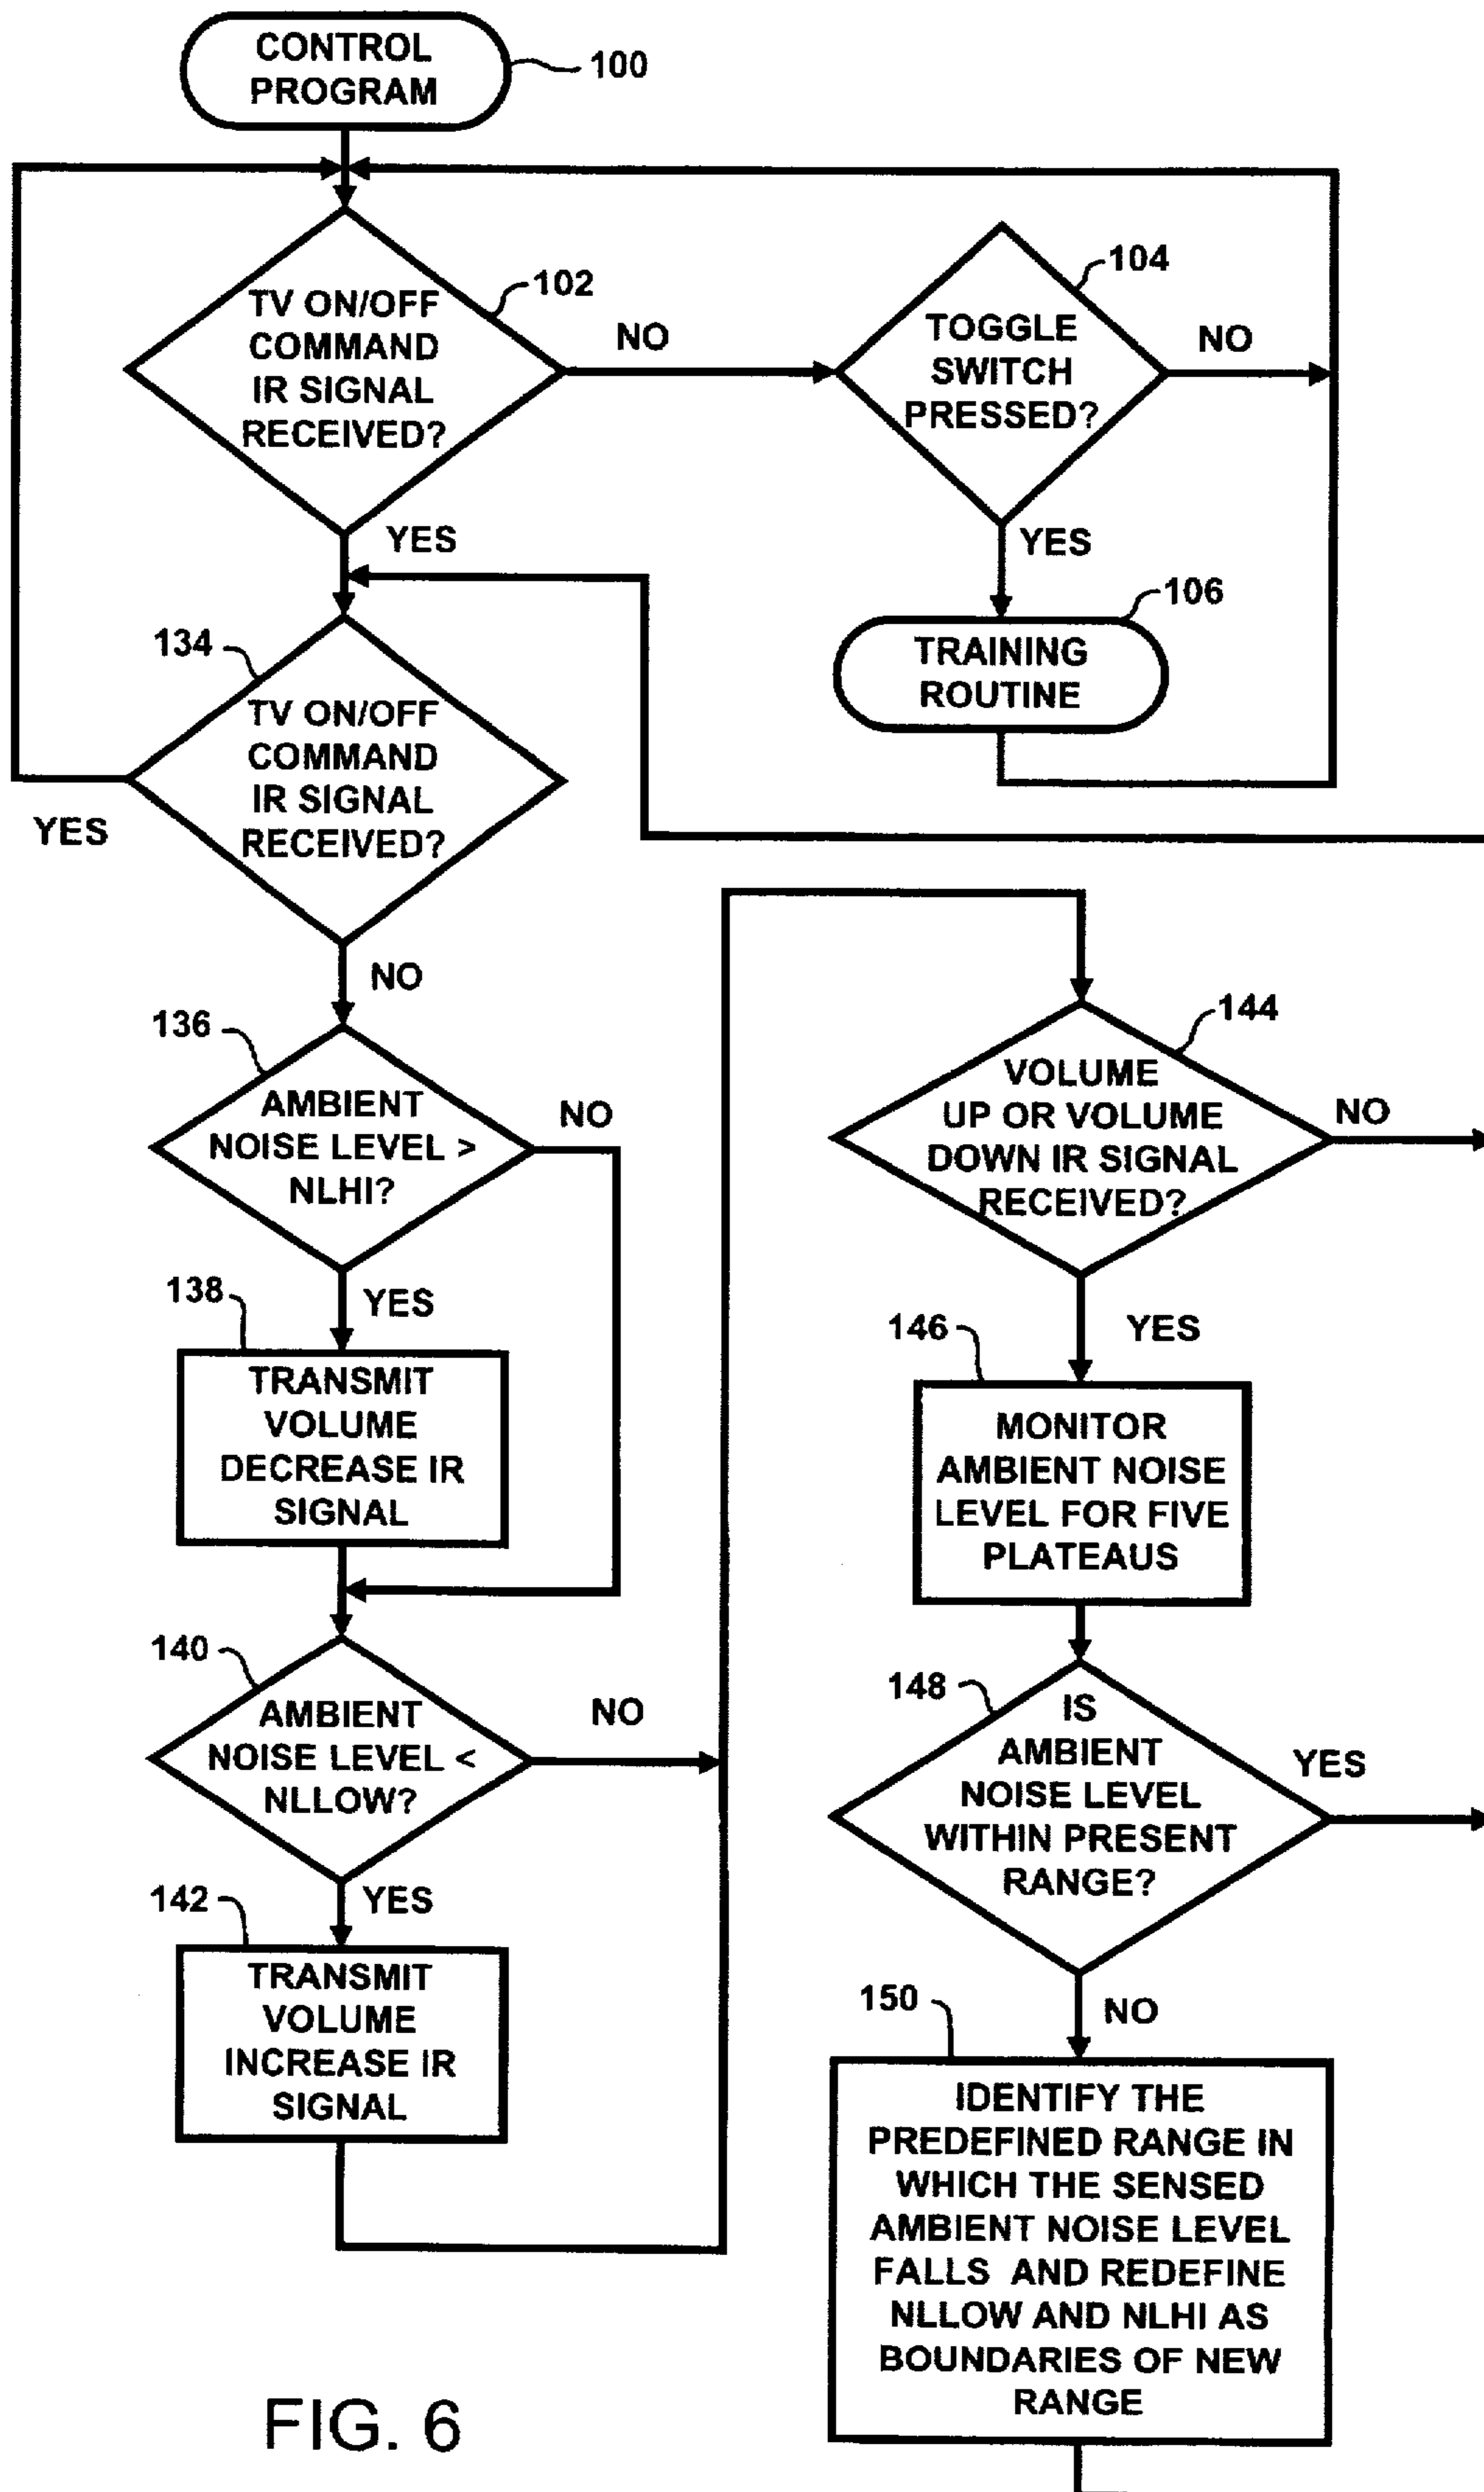 CONTROL
PROGRAM
100
TV ON/OFF
COMMAND
IR SIGNAL
RECEIVED?
102
NO
YES
TOGGLE
SWITCH
PRESSED?
104
NO
YES
TRAINING
ROUTINE
106
134
TV ON/OFF
COMMAND
IR SIGNAL
RECEIVED?
YES
NO
136
AMBIENT
NOISE LEVEL >
NLHI?
NO
YES
138
TRANSMIT
VOLUME
DECREASE IR
SIGNAL
140
AMBIENT
NOISE LEVEL <
NLLOW?
NO
YES
142
TRANSMIT
VOLUME
INCREASE IR
SIGNAL
144
VOLUME
UP OR VOLUME
DOWN IR SIGNAL
RECEIVED?
NO
YES
146
MONITOR
AMBIENT NOISE
LEVEL FOR FIVE
PLATEAUS
148
IS
AMBIENT
NOISE LEVEL
WITHIN PRESENT
RANGE?
YES
NO
150
IDENTIFY THE
PREDEFINED RANGE IN
WHICH THE SENSED
AMBIENT NOISE LEVEL
FALLS AND REDEFINE
NLLOW AND NLHI AS
BOUNDARIES OF NEW
RANGE
FIG. 6